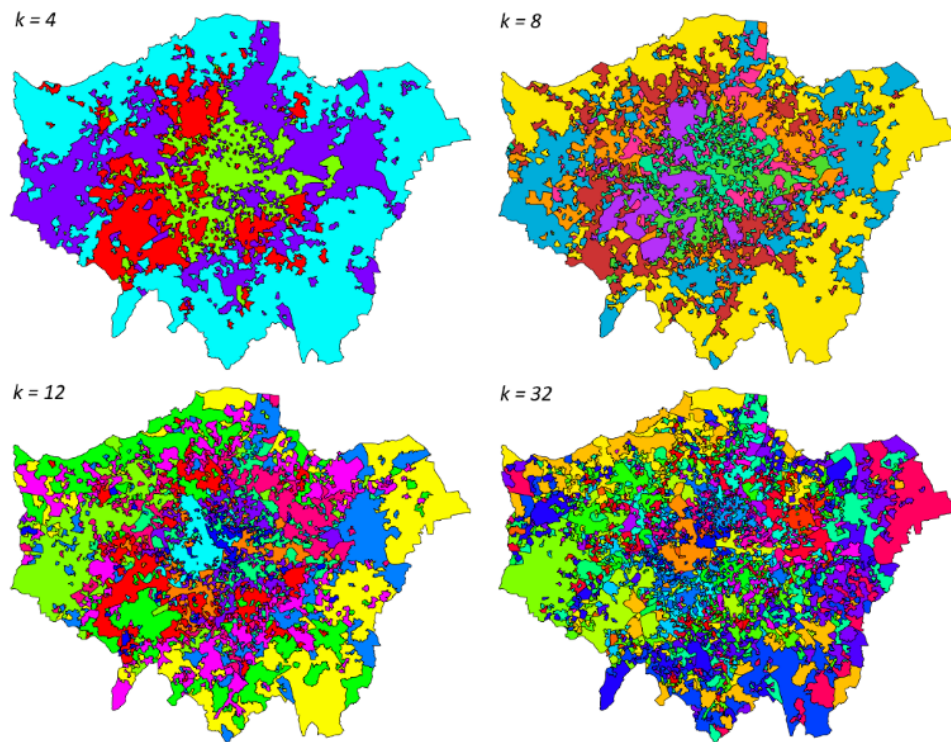 k = 4
k = 8
k = 12
k = 32